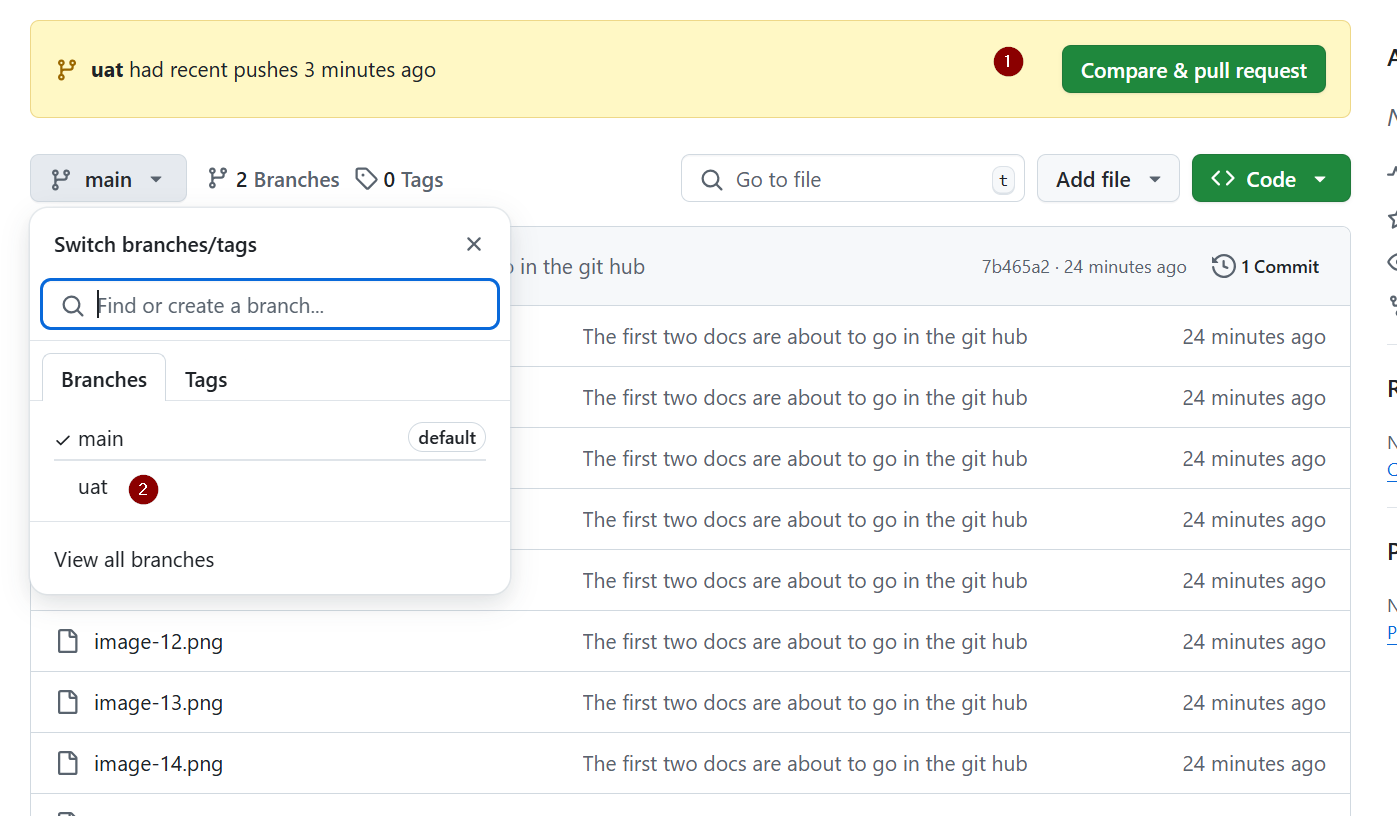 uat had recent pushes 3 minutes ago
1
Compare & pull request
main
2 Branches
0 Tags
Go to file
t
Add file
Code
Switch branches/tags
in the git hub
7b465a2 · 24 minutes ago
1 Commit
Find or create a branch...
The first two docs are about to go in the git hub
24 minutes ago
Branches
Tags
The first two docs are about to go in the git hub
24 minutes ago
main
default
The first two docs are about to go in the git hub
24 minutes ago
uat
2
The first two docs are about to go in the git hub
24 minutes ago
View all branches
The first two docs are about to go in the git hub
24 minutes ago
image-12.png
The first two docs are about to go in the git hub
24 minutes ago
image-13.png
The first two docs are about to go in the git hub
24 minutes ago
image-14.png
The first two docs are about to go in the git hub
24 minutes ago